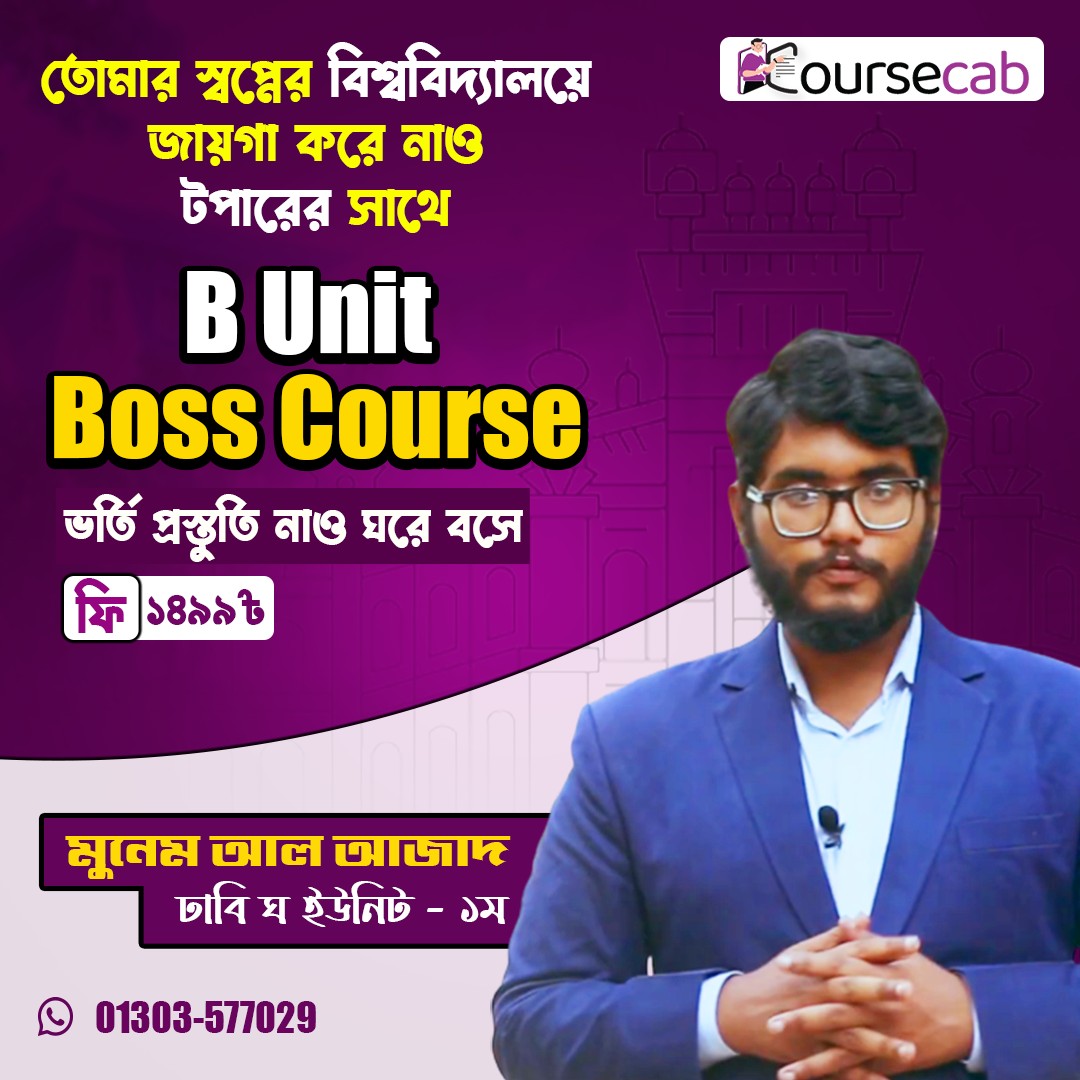 তোমার স্বপ্নের বিশ্ববিদ্যালয়ে
জায়গা করে নাও
টপারের সাথে
Coursecab
B Unit
Boss Course
ভর্তি প্রস্তুতি নাও ঘরে বসে
ফি ১৪৯৯৳
মুনেম আল আজাদ
ঢাবি ঘ ইউনিট - ১ম
01303-577029